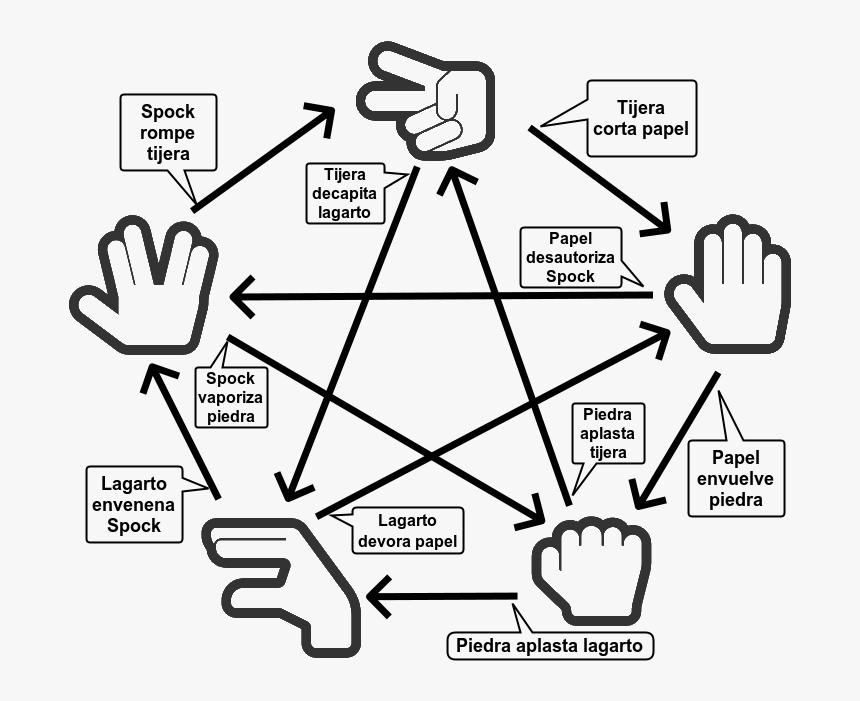 Spock
rompe
tijera
Tijera
corta papel
Tijera
decapita
lagarto
Papel
desautoriza
Spock
Spock
vaporiza
piedra
Piedra
aplasta
tijera
Papel
envuelve
piedra
Lagarto
envenena
Spock
Lagarto
devora papel
Piedra aplasta lagarto